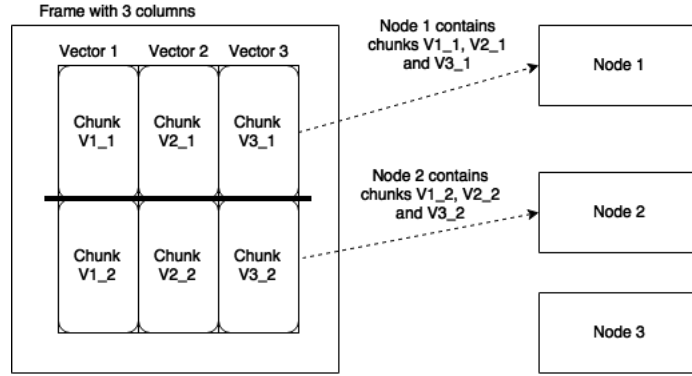 Frame with 3 columns
Vector 1 Vector 2 Vector 3
Chunk
V1_1
Chunk
V2_1
Chunk
V3_1
Chunk
V1_2
Chunk
V2_2
Chunk
V3_2
Node 1 contains
chunks V1_1, V2_1
and V3_1
Node 2 contains
chunks V1_2, V2_2
and V3_2
Node 1
Node 2
Node 3